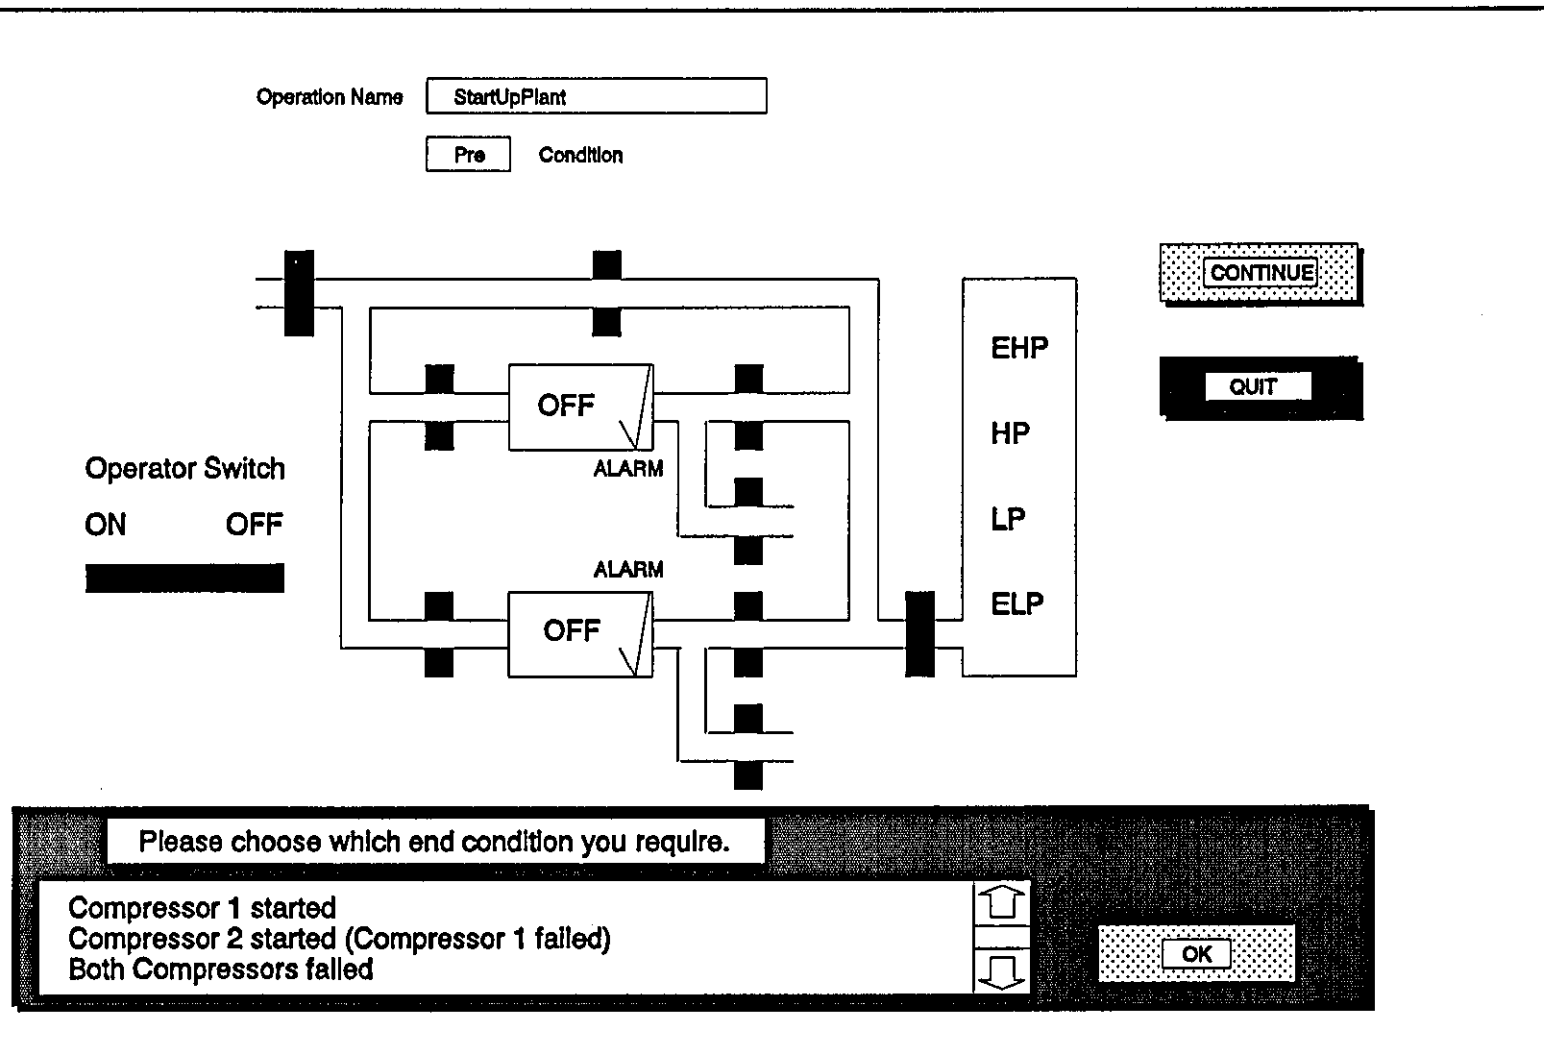 Operation Name StartUpPlant
Pre Condition
CONTINUE
EHP
QUIT
OFF
HP
ALARM
Operator Switch
LP
ON OFF
ALARM
ELP
OFF
Please choose which end condition you require.
Compressor 1 started
Compressor 2 started (Compressor 1 failed)
Both Compressors failed
OK